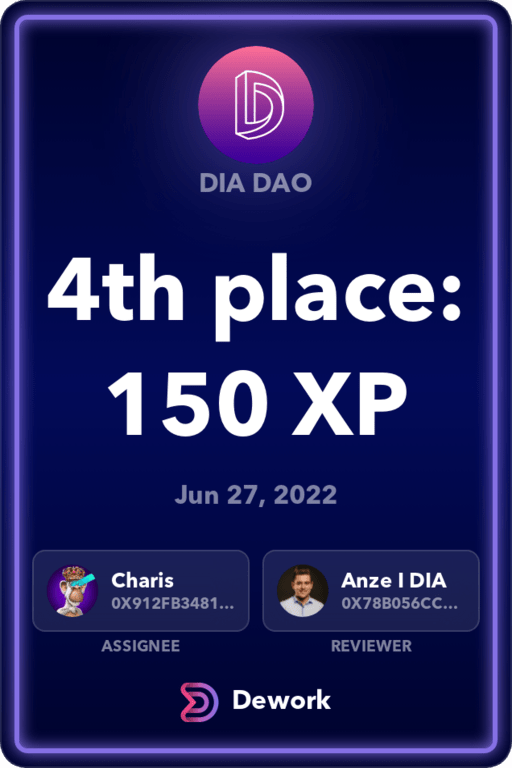 DIA DAO
4th place:
150 XP
Jun 27, 2022
Charis
0X912FB3481...
ASSIGNEE
Anze I DIA
0X78B056CC...
REVIEWER
Dework